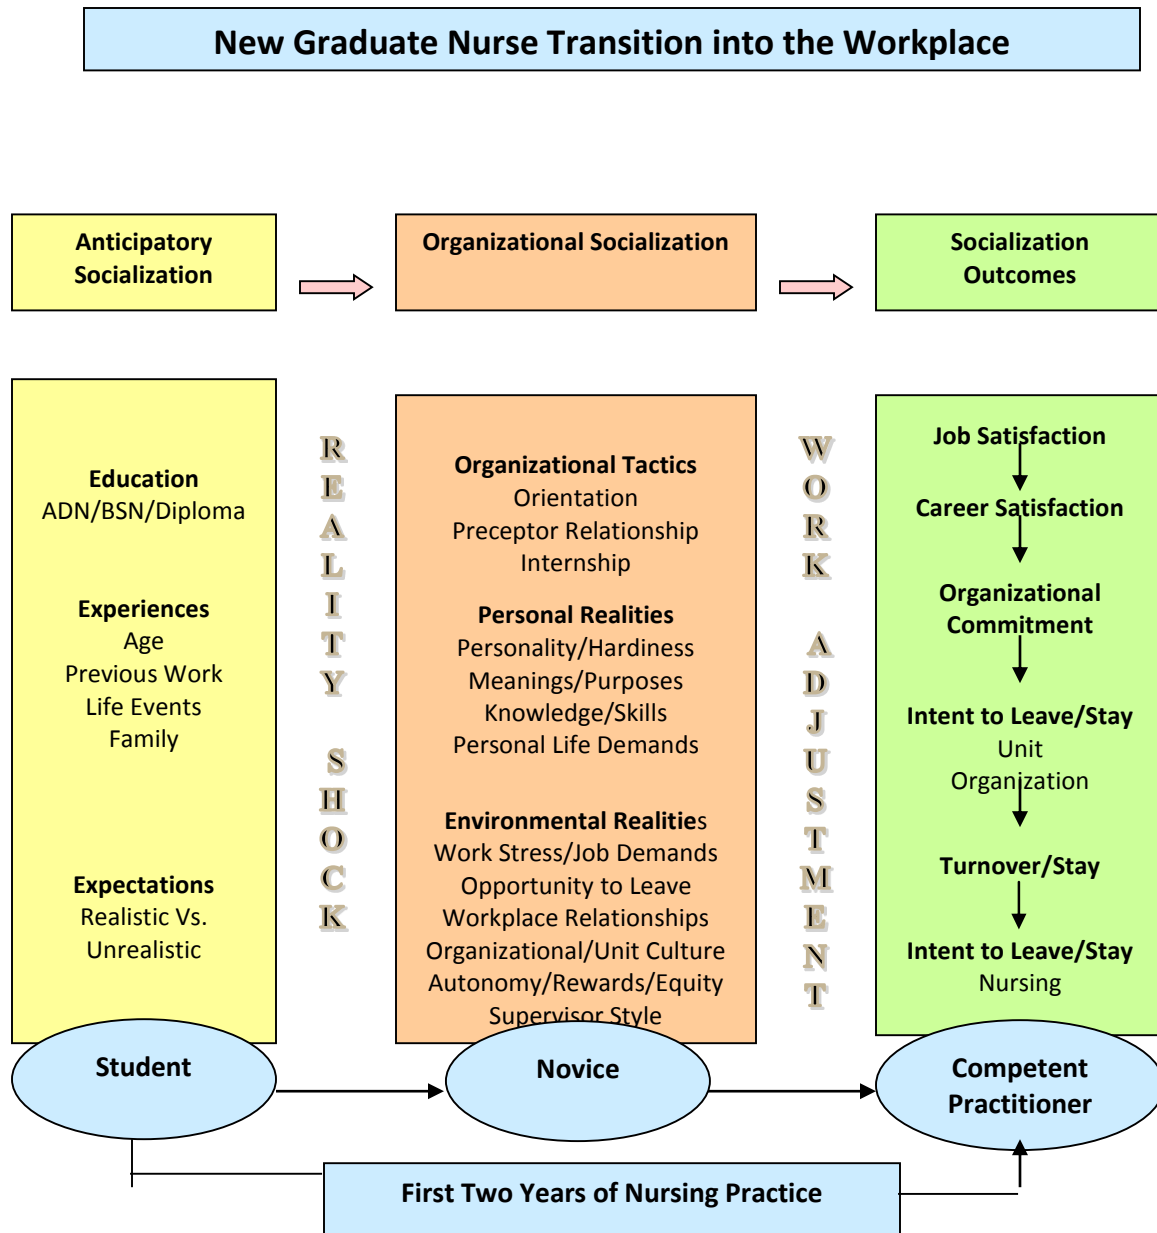 New Graduate Nurse Transition into the Workplace
Anticipatory
Socialization
Organizational Socialization
Socialization
Outcomes
Education
ADN/BSN/Diploma
Experiences
Age
Previous Work
Life Events
Family
Expectations
Realistic Vs.
Unrealistic
REALITY SHOCK
Organizational Tactics
Orientation
Preceptor Relationship
Internship
Personal Realities
Personality/Hardiness
Meanings/Purposes
Knowledge/Skills
Personal Life Demands
Environmental Realities
Work Stress/Job Demands
Opportunity to Leave
Workplace Relationships
Organizational/Unit Culture
Autonomy/Rewards/Equity
Supervisor Style
WORK ADJUSTMENT
Job Satisfaction
Career Satisfaction
Organizational
Commitment
Intent to Leave/Stay
Unit
Organization
Turnover/Stay
Intent to Leave/Stay
Nursing
Student
Novice
Competent
Practitioner
First Two Years of Nursing Practice